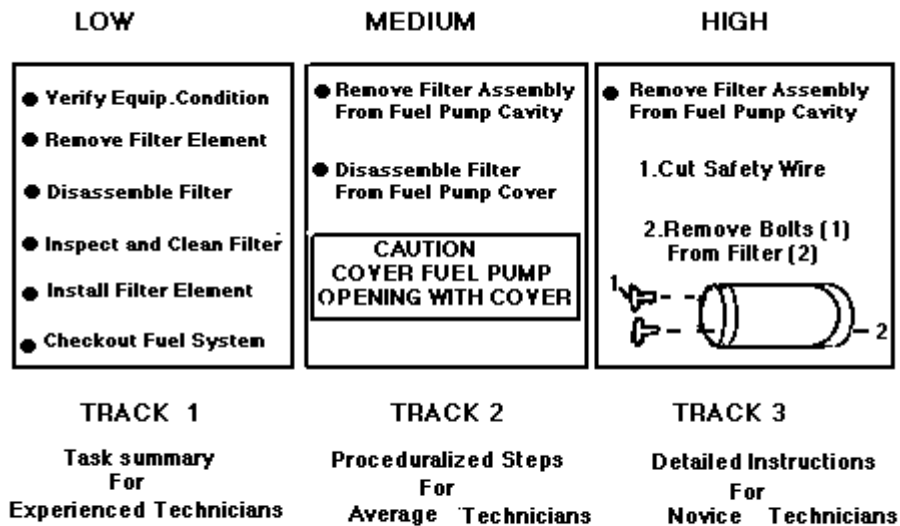 LOW
● Verify Equip.Condition
● Remove Filter Element
● Disassemble Filter
● Inspect and Clean Filter
● Install Filter Element
● Checkout Fuel System
TRACK 1
Task summary
For
Experienced Technicians
MEDIUM
● Remove Filter Assembly
From Fuel Pump Cavity
● Disassemble Filter
From Fuel Pump Cover
CAUTION
COVER FUEL PUMP
OPENING WITH COVER
TRACK 2
Proceduralized Steps
For
Average Technicians
HIGH
● Remove Filter Assembly
From Fuel Pump Cavity
1.Cut Safety Wire
2.Remove Bolts (1)
From Filter (2)
1
2
TRACK 3
Detailed Instructions
For
Novice Technicians